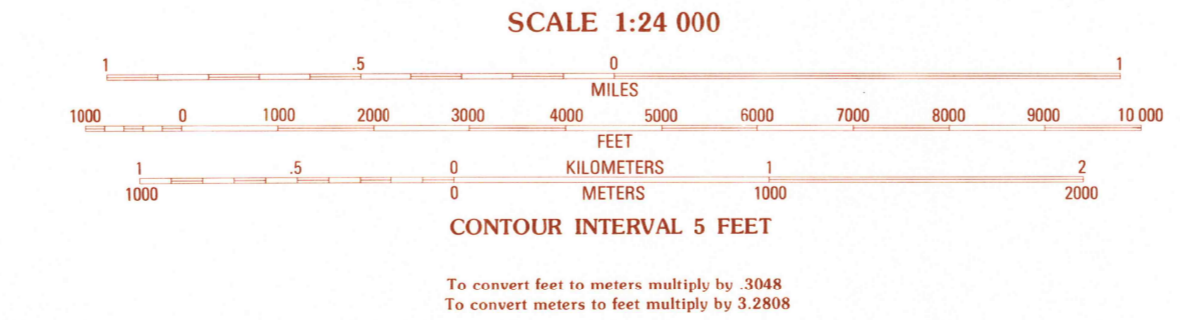 SCALE 1:24 000
1 .5 0 1
MILES
1000 0 1000 2000 3000 4000 5000 6000 7000 8000 9000 10 000
FEET
1 .5 0 KILOMETERS 1 2
1000 0 METERS 1000 2000
CONTOUR INTERVAL 5 FEET
To convert feet to meters multiply by .3048
To convert meters to feet multiply by 3.2808